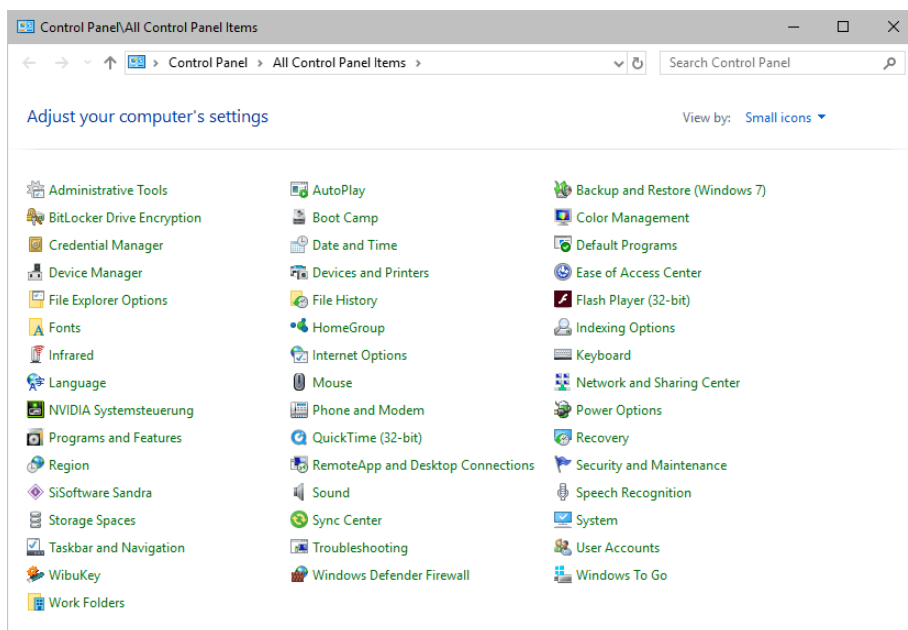 Control Panel\All Control Panel Items
Control Panel > All Control Panel Items >
Search Control Panel
Adjust your computer's settings
View by: Small icons
Administrative Tools
AutoPlay
Backup and Restore (Windows 7)
BitLocker Drive Encryption
Boot Camp
Color Management
Credential Manager
Date and Time
Default Programs
Device Manager
Devices and Printers
Ease of Access Center
File Explorer Options
File History
Flash Player (32-bit)
Fonts
HomeGroup
Indexing Options
Infrared
Internet Options
Keyboard
Language
Mouse
Network and Sharing Center
NVIDIA Systemsteuerung
Phone and Modem
Power Options
Programs and Features
QuickTime (32-bit)
Recovery
Region
RemoteApp and Desktop Connections
Security and Maintenance
SiSoftware Sandra
Sound
Speech Recognition
Storage Spaces
Sync Center
System
Taskbar and Navigation
Troubleshooting
User Accounts
WibuKey
Windows Defender Firewall
Windows To Go
Work Folders